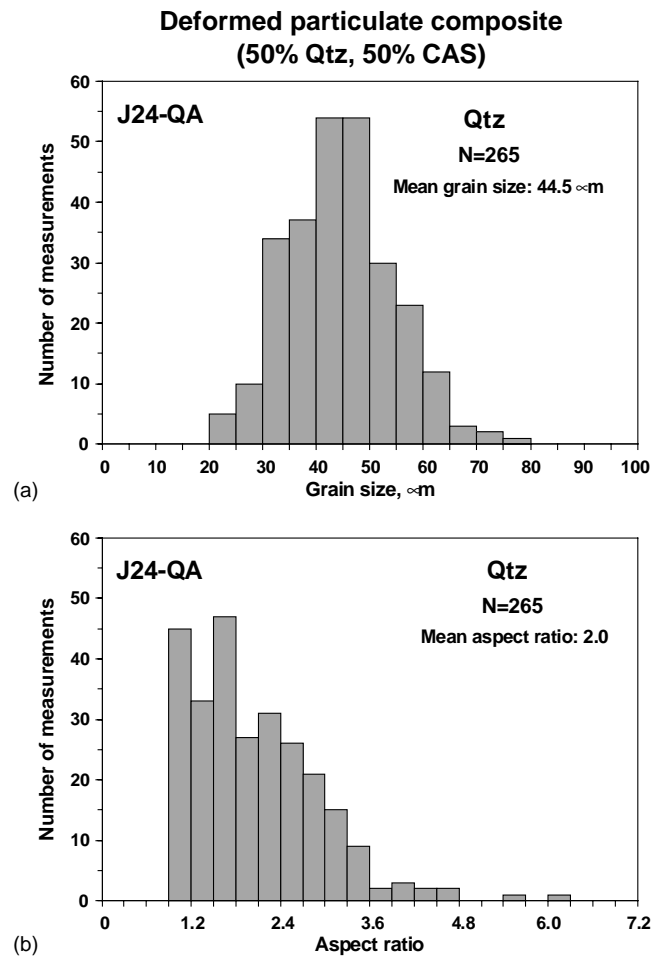 Deformed particulate composite
(50% Qtz, 50% CAS)
60
50
40
30
20
10
0
Number of measurements
J24-QA
Qtz
N=265
Mean grain size: 44.5 ∝m
0 10 20 30 40 50 60 70 80 90 100
Grain size, ∝m
(a)
60
50
40
30
20
10
0
Number of measurements
J24-QA
Qtz
N=265
Mean aspect ratio: 2.0
0 1.2 2.4 3.6 4.8 6.0 7.2
Aspect ratio
(b)